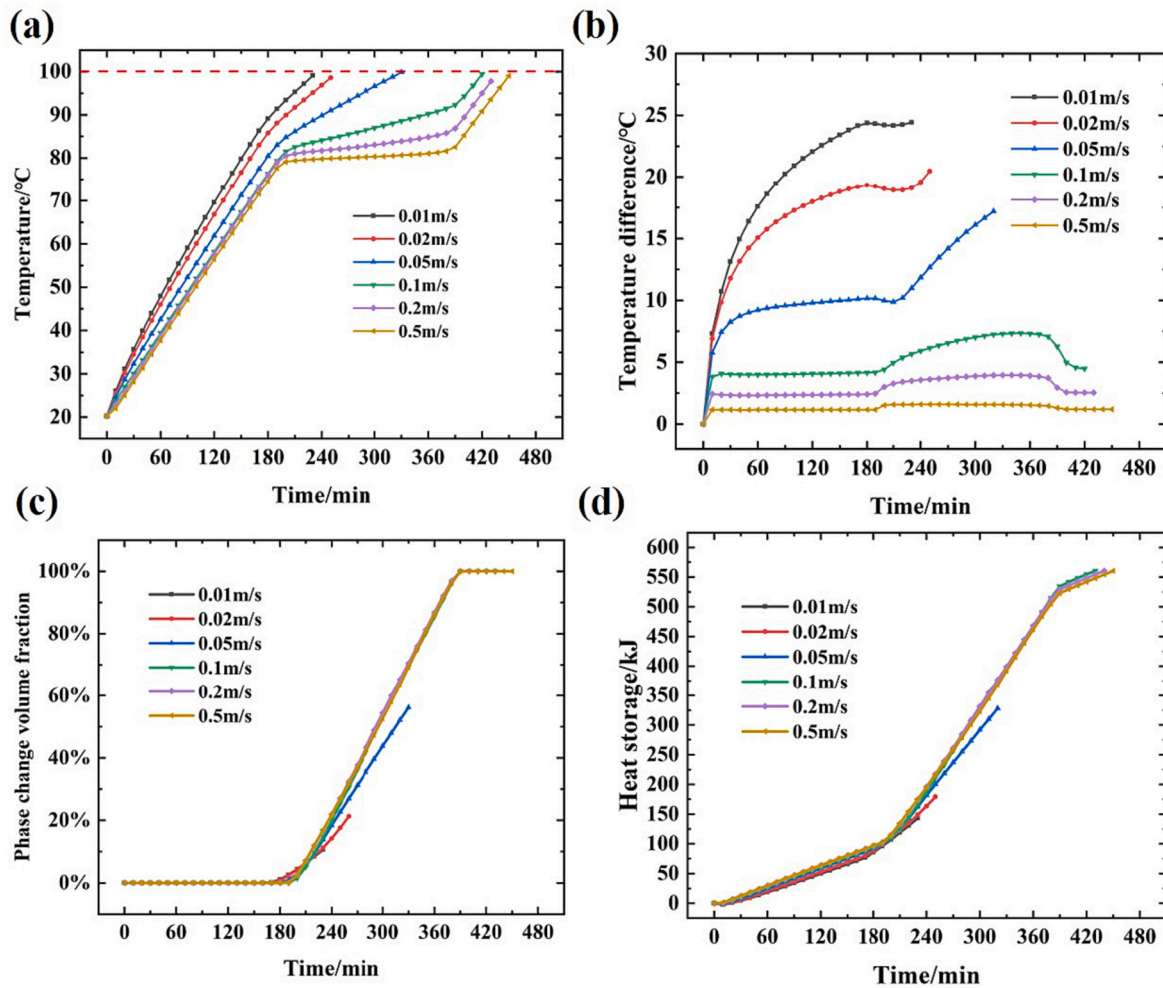 (a)
Temperature/°C
100
90
80
70
60
50
40
30
20
0 60 120 180 240 300 360 420 480
Time/min
0.01m/s
0.02m/s
0.05m/s
0.1m/s
0.2m/s
0.5m/s
(b)
Temperature difference/°C
30
25
20
15
10
5
0
0 60 120 180 240 300 360 420 480
Time/min
0.01m/s
0.02m/s
0.05m/s
0.1m/s
0.2m/s
0.5m/s
(c)
Phase change volume fraction
100%
80%
60%
40%
20%
0%
0 60 120 180 240 300 360 420 480
Time/min
0.01m/s
0.02m/s
0.05m/s
0.1m/s
0.2m/s
0.5m/s
(d)
Heat storage/kJ
600
550
500
450
400
350
300
250
200
150
100
50
0
0 60 120 180 240 300 360 420 480
Time/min
0.01m/s
0.02m/s
0.05m/s
0.1m/s
0.2m/s
0.5m/s